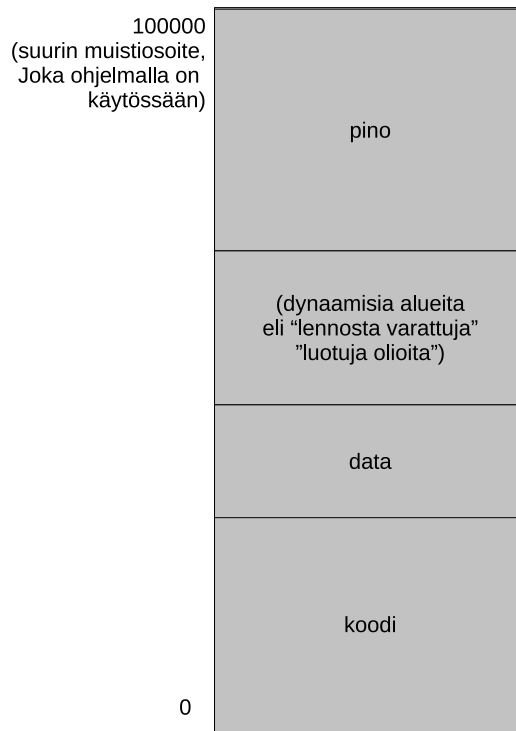 100000
(suurin muistiosoite,
Joka ohjelmalla on
käytössään)
pino
(dynaamisia alueita
eli “lennosta varattuja”
”luotuja olioita”)
data
koodi
0